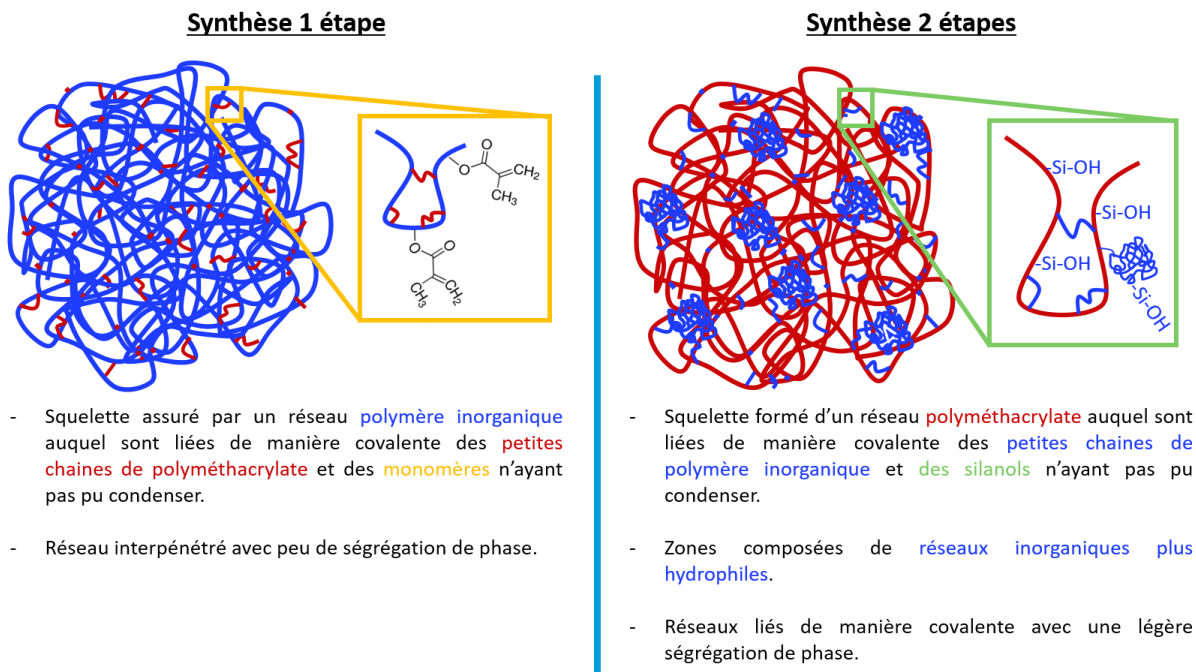 Synthèse 1 étape
O
O
CH₂
CH₃
O
O
CH₃
CH₂
- Squelette assuré par un réseau polymère inorganique
auquel sont liées de manière covalente des petites
chaines de polyméthacrylate et des monomères n'ayant
pas pu condenser.
- Réseau interpénétré avec peu de ségrégation de phase.
Synthèse 2 étapes
-Si-OH
-Si-OH
-Si-OH
-Si-OH
- Squelette formé d'un réseau polyméthacrylate auquel sont
liées de manière covalente des petites chaines de
polymère inorganique et des silanols n'ayant pas pu
condenser.
- Zones composées de réseaux inorganiques plus
hydrophiles.
- Réseaux liés de manière covalente avec une légère
ségrégation de phase.